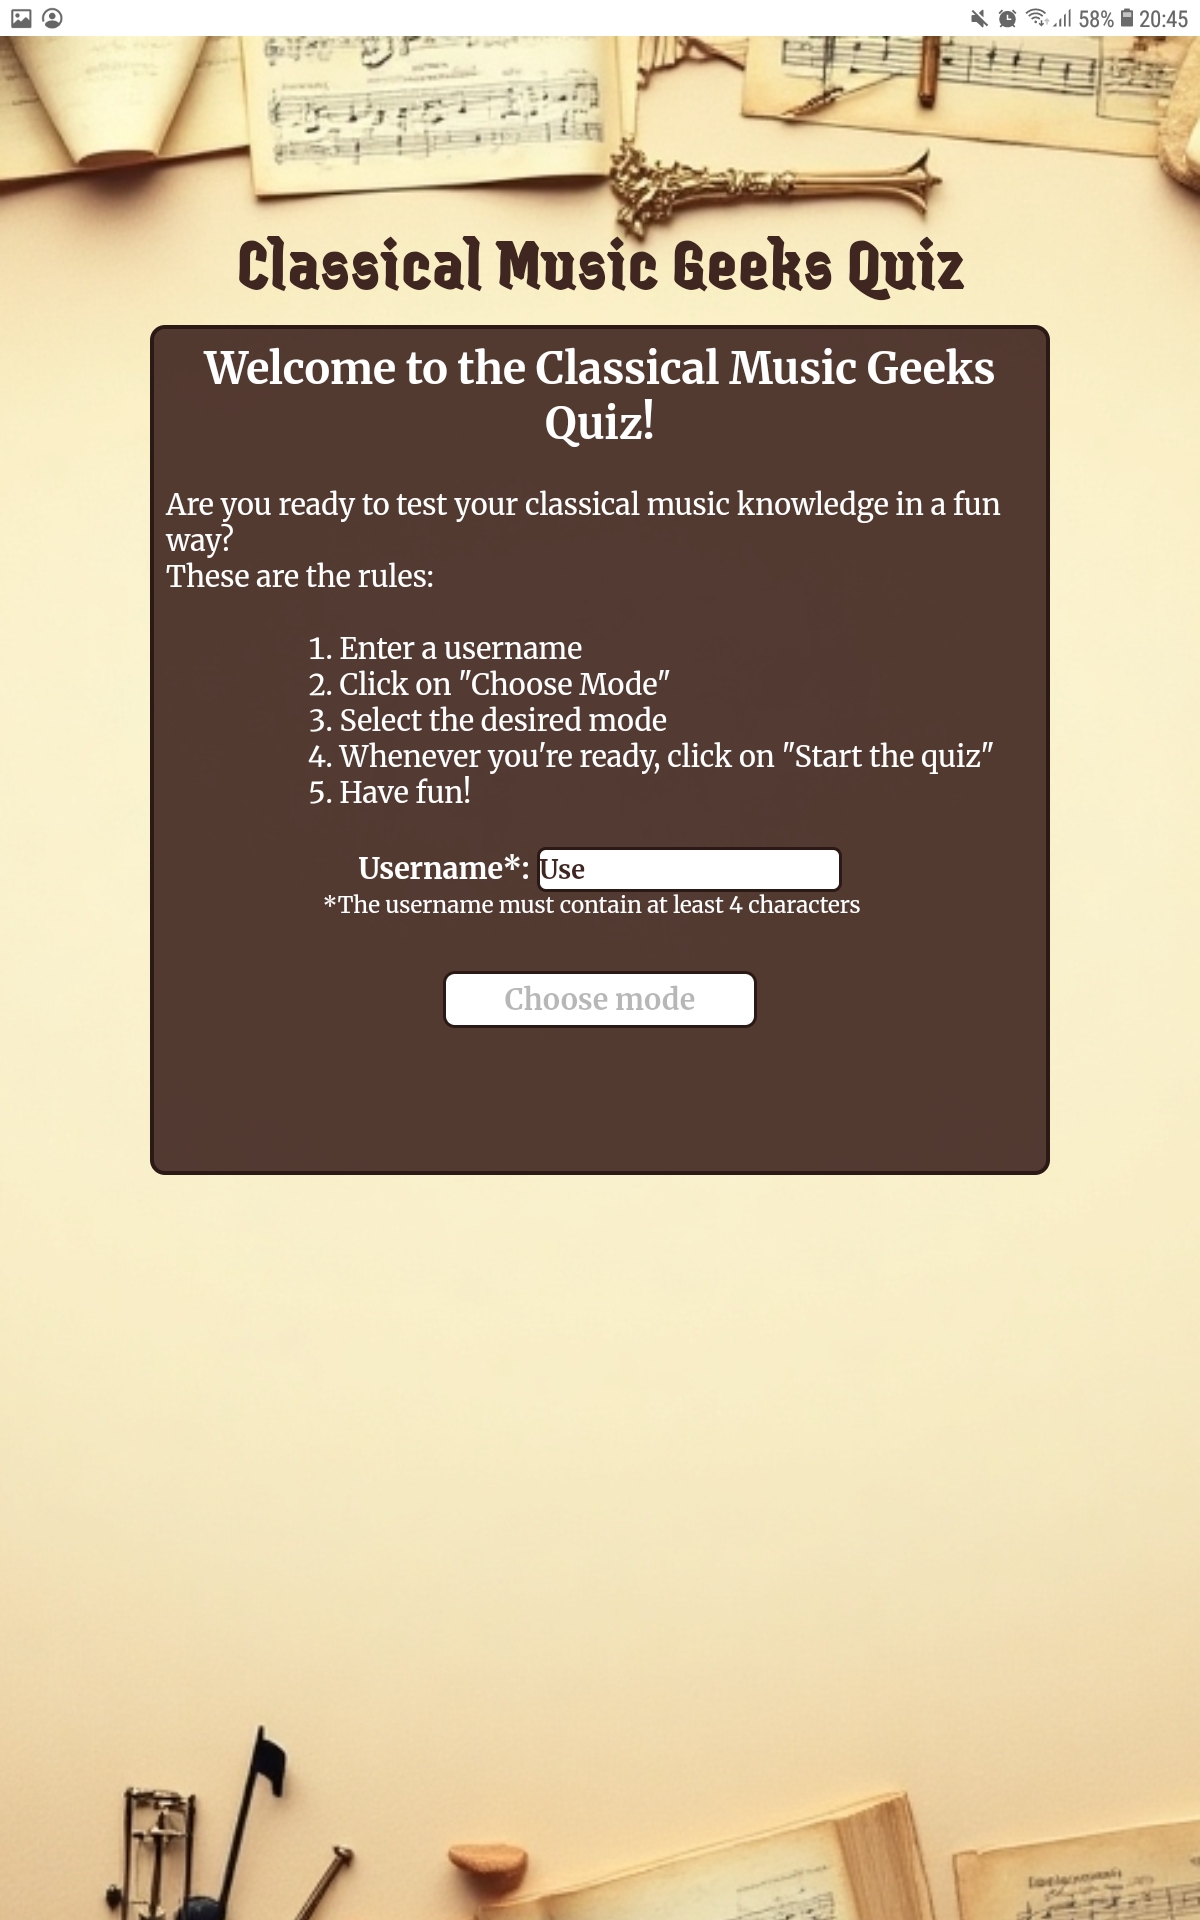 58% 20:45
Classical Music Geeks Quiz
Welcome to the Classical Music Geeks
Quiz!
Are you ready to test your classical music knowledge in a fun
way?
These are the rules:
1. Enter a username
2. Click on "Choose Mode"
3. Select the desired mode
4. Whenever you're ready, click on "Start the quiz"
5. Have fun!
Username*: Use
*The username must contain at least 4 characters
Choose mode